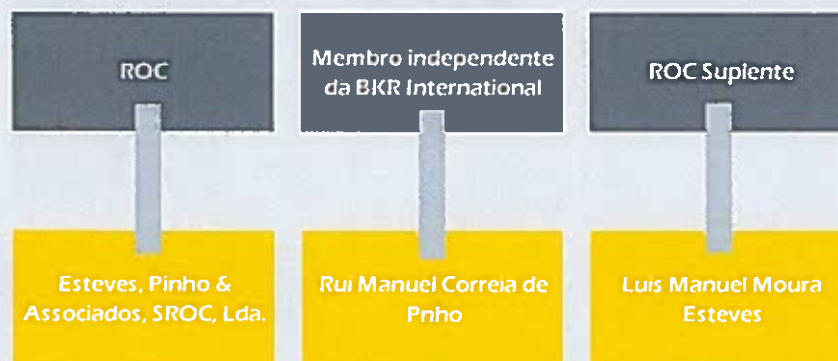 ROC
Membro independente
da BKR International
ROC Suplente
Esteves, Pinho &
Associados, SROC, Lda.
Rui Manuel Correia de
Pnho
Luis Manuel Moura
Esteves